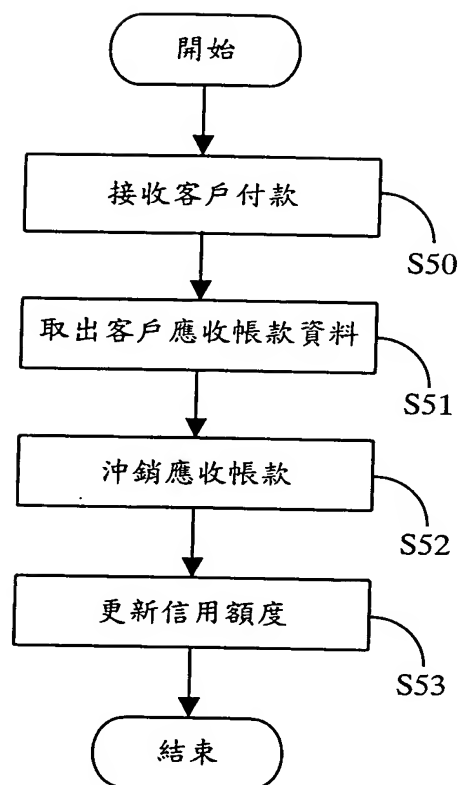 開始
接收客戶付款
S50
取出客戶應收帳款資料
S51
沖銷應收帳款
S52
更新信用額度
S53
結束